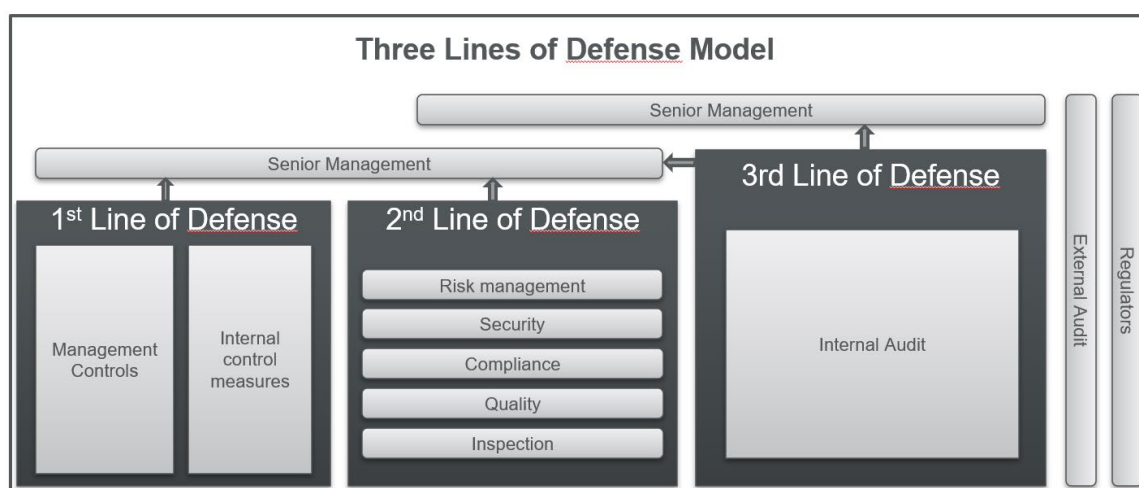 Three Lines of Defense Model
Senior Management
Senior Management
1st Line of Defense
Management
Controls
Internal
control
measures
2nd Line of Defense
Risk management
Security
Compliance
Quality
Inspection
3rd Line of Defense
Internal Audit
External Audit
Regulators